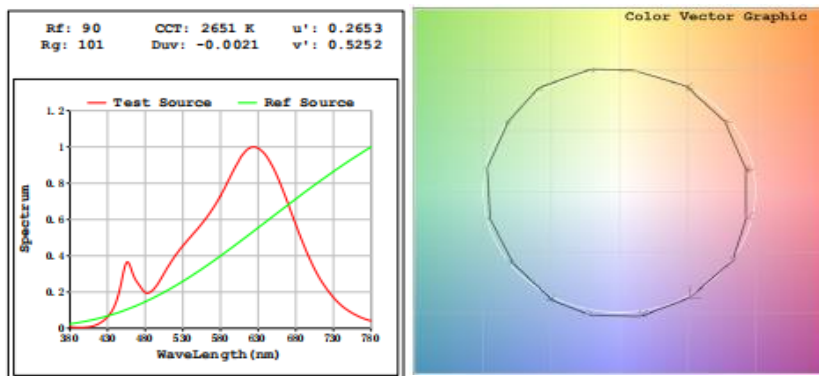 Rf: 90 CCT: 2651 K u': 0.2653
Rg: 101 Duv: -0.0021 v': 0.5252
Test Source Ref Source
1.2
1
0.8
0.6
0.4
0.2
0
Spectrum
380 430 480 530 580 630 680 730 780
WaveLength(nm)
Color Vector Graphic